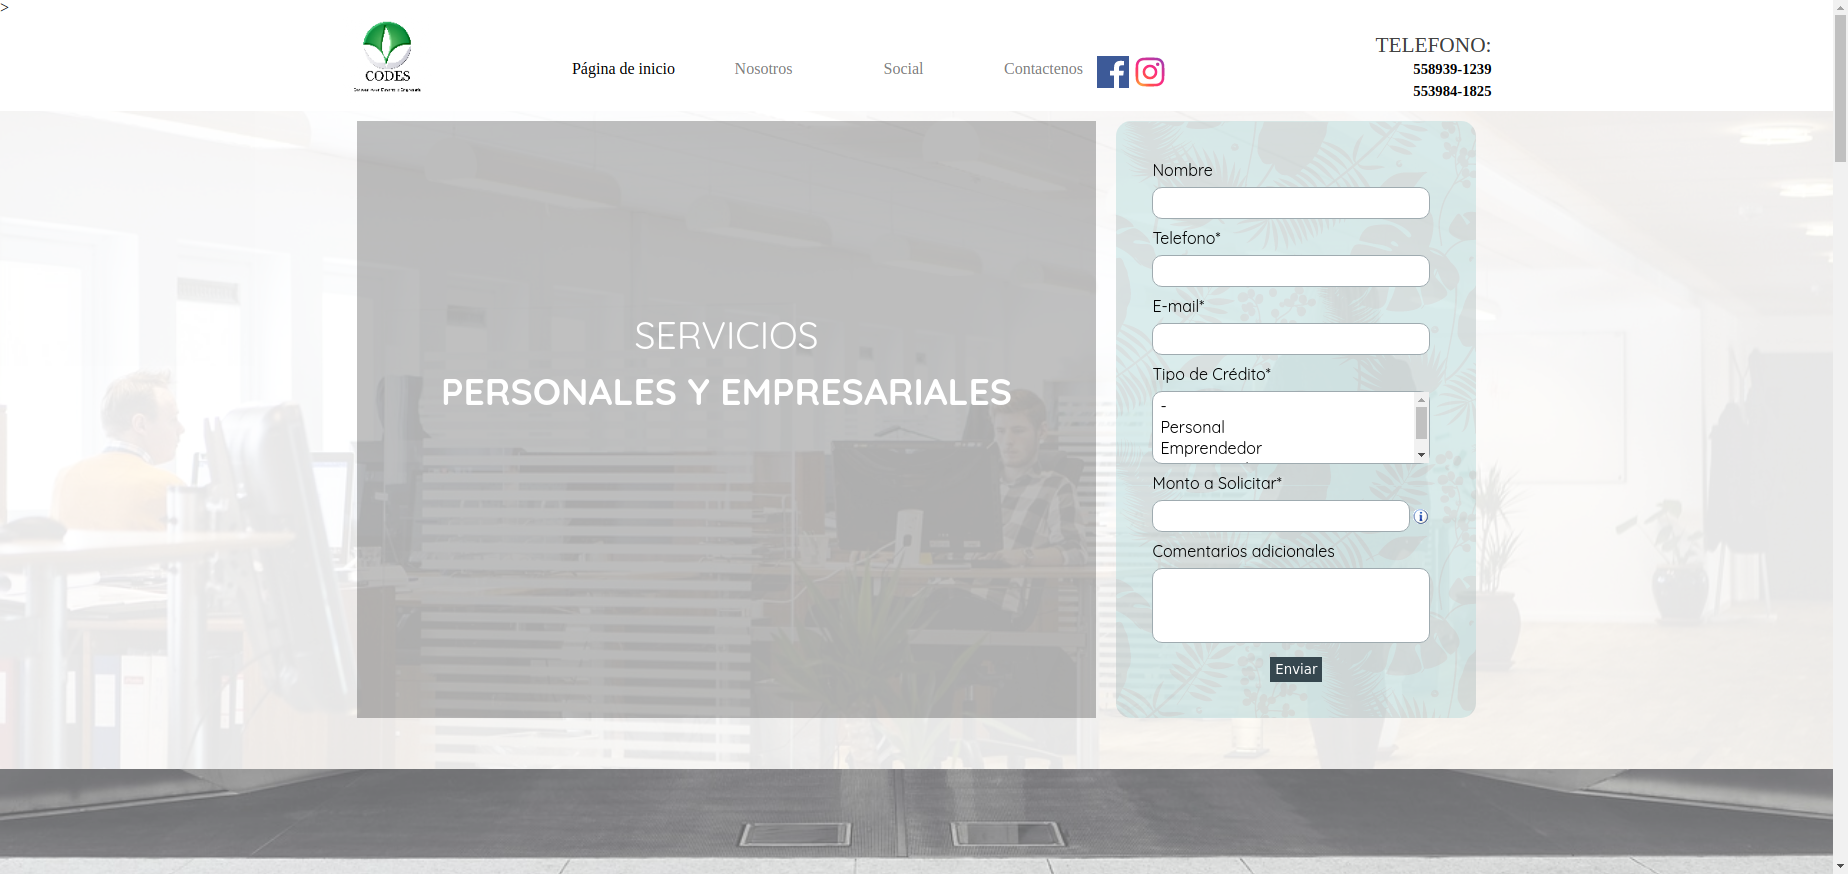 >
CODES
Página de inicio
Nosotros
Social
Contactenos
TELEFONO:
558939-1239
553984-1825
SERVICIOS
PERSONALES Y EMPRESARIALES
Nombre
Telefono*
E-mail*
Tipo de Crédito*
-
Personal
Emprendedor
Monto a Solicitar*
Comentarios adicionales
Enviar